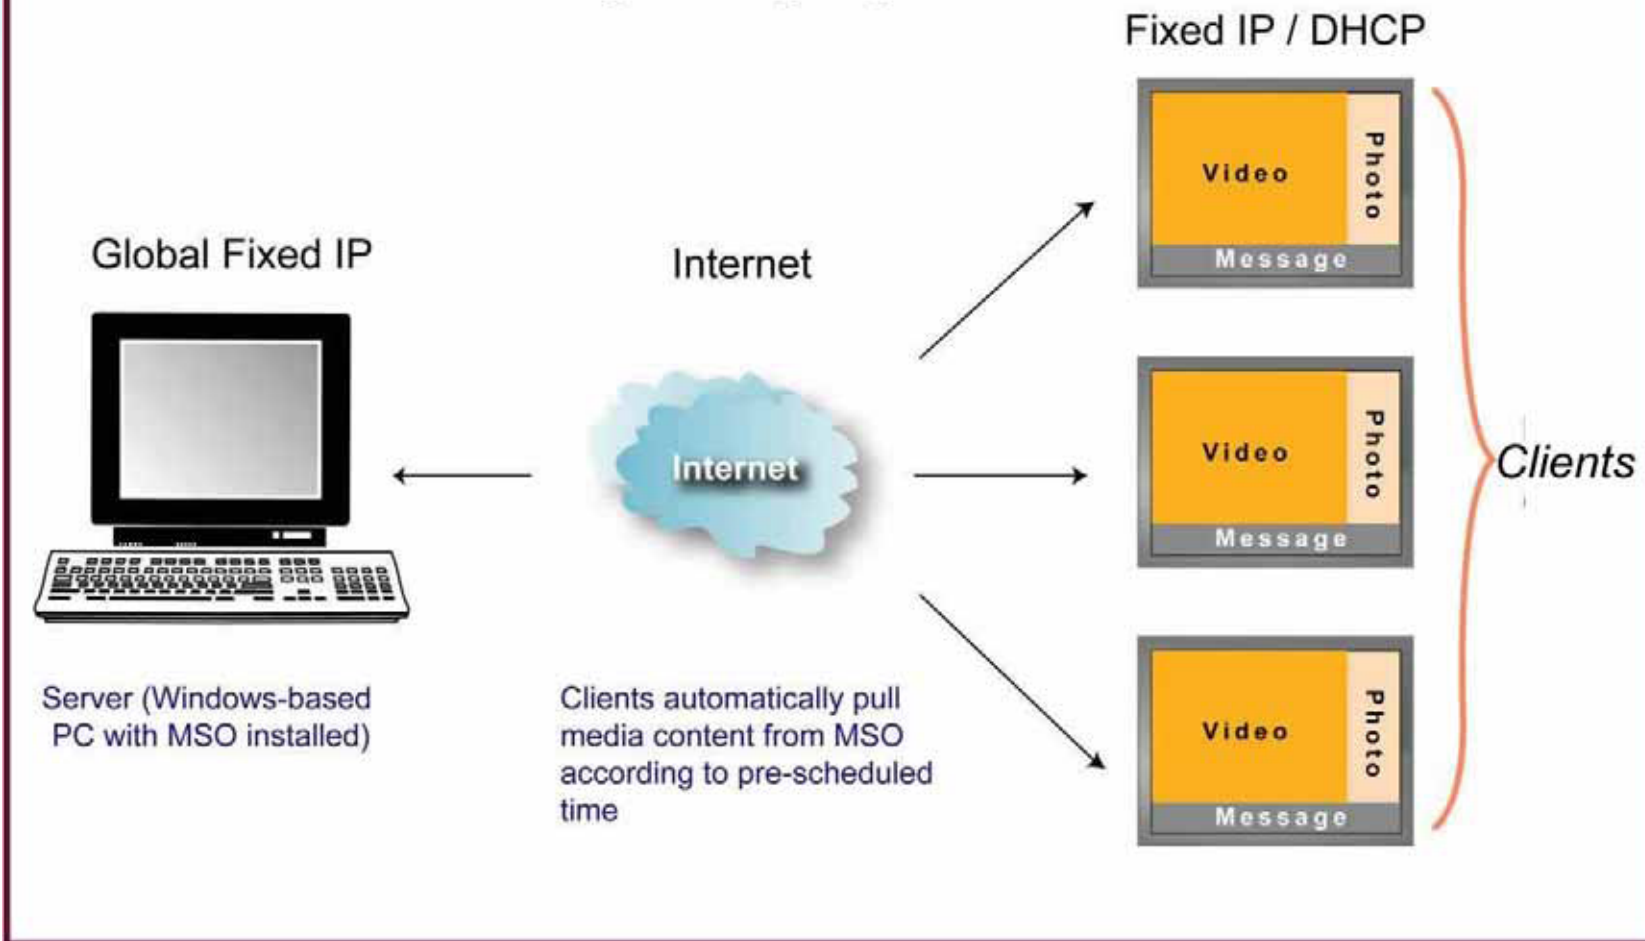 Fixed IP / DHCP
Global Fixed IP
Internet
Internet
Video
Photo
Message
Video
Photo
Message
Video
Photo
Message
Clients
Server (Windows-based
PC with MSO installed)
Clients automatically pull
media content from MSO
according to pre-scheduled
time